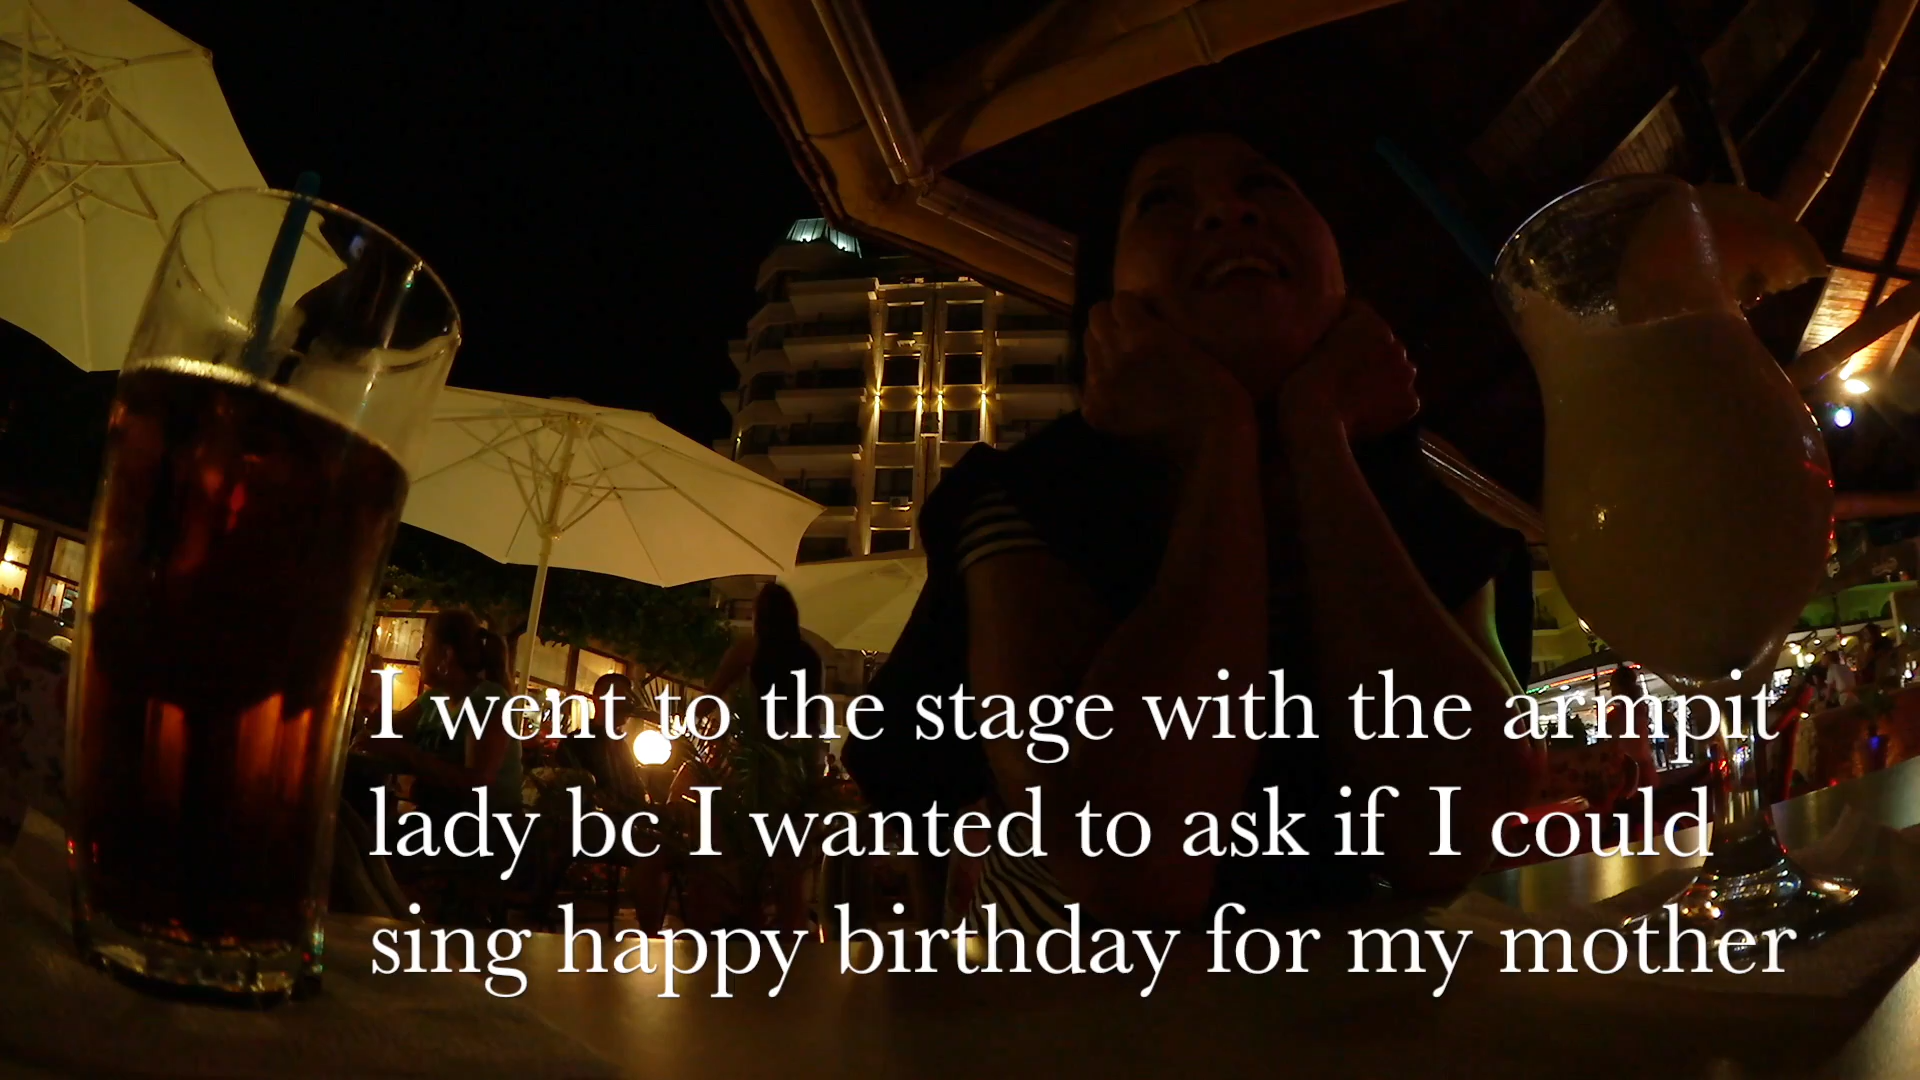 I went to the stage with the armpit
lady bc I wanted to ask if I could
sing happy birthday for my mother